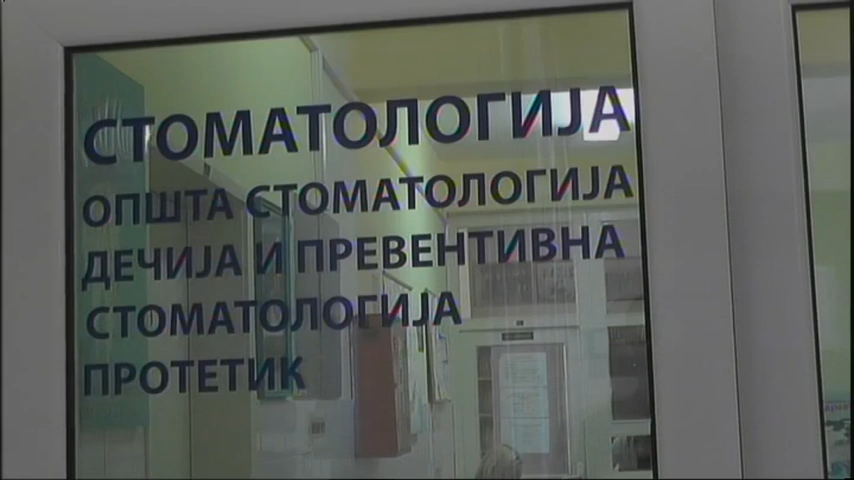 СТОМАТОЛОГИЈА
ОПШТА СТОМАТОЛОГИЈА
ДЕЧИЈА И ПРЕВЕНТИВНА
СТОМАТОЛОГИЈА
ПРОТЕТИК